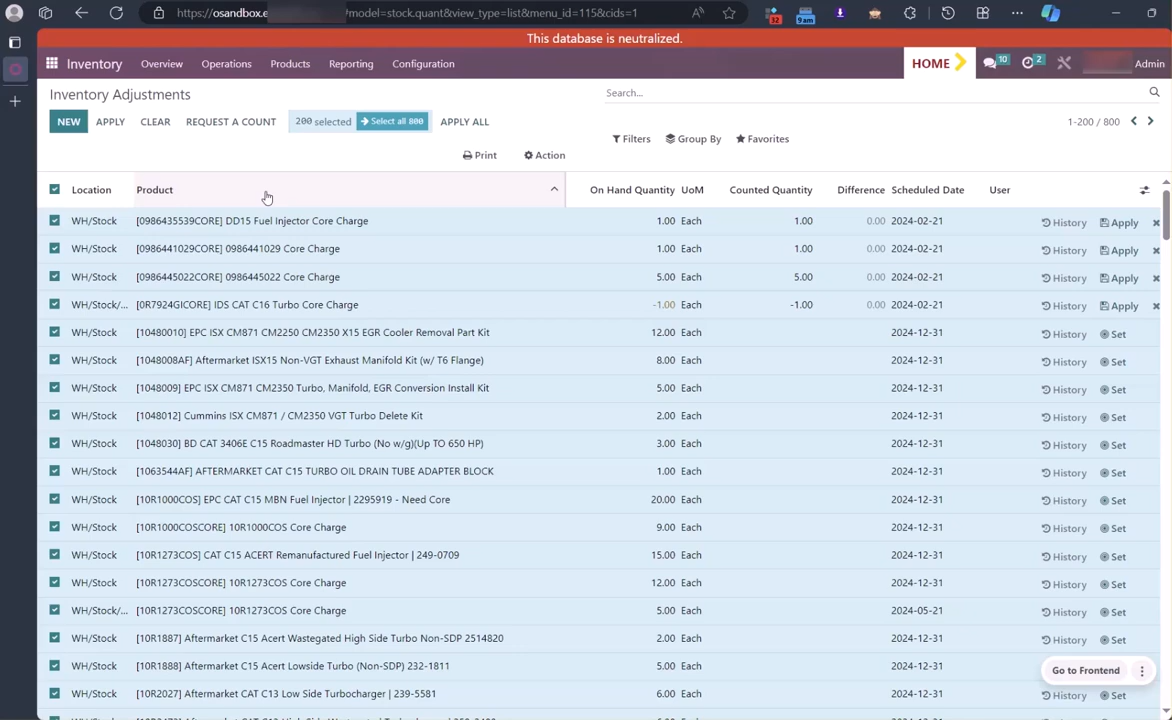 https://osandbox.e
?model=stock.quant&view_type=list&menu_id=115&cids=1
32
9am
This database is neutralized.
Inventory Overview Operations Products Reporting Configuration HOME 10 2 Admin
Inventory Adjustments Search...
NEW APPLY CLEAR REQUEST A COUNT 200 selected Select all 800 APPLY ALL
Filters Group By Favorites 1-200 / 800
Print Action
Location Product On Hand Quantity UoM Counted Quantity Difference Scheduled Date User
WH/Stock [0986435539CORE] DD15 Fuel Injector Core Charge 1.00 Each 1.00 0.00 2024-02-21 History Apply
WH/Stock [0986441029CORE] 0986441029 Core Charge 1.00 Each 1.00 0.00 2024-02-21 History Apply
WH/Stock [0986445022CORE] 0986445022 Core Charge 5.00 Each 5.00 0.00 2024-02-21 History Apply
WH/Stock/... [0R7924GICORE] IDS CAT C16 Turbo Core Charge -1.00 Each -1.00 0.00 2024-02-21 History Apply
WH/Stock [10480010] EPC ISX CM871 CM2250 CM2350 X15 EGR Cooler Removal Part Kit 12.00 Each 2024-12-31 History Set
WH/Stock [1048008AF] Aftermarket ISX15 Non-VGT Exhaust Manifold Kit (w/ T6 Flange) 8.00 Each 2024-12-31 History Set
WH/Stock [1048009] EPC ISX CM871 CM2350 Turbo, Manifold, EGR Conversion Install Kit 5.00 Each 2024-12-31 History Set
WH/Stock [1048012] Cummins ISX CM871 / CM2350 VGT Turbo Delete Kit 2.00 Each 2024-12-31 History Set
WH/Stock [1048030] BD CAT 3406E C15 Roadmaster HD Turbo (No w/g)(Up TO 650 HP) 3.00 Each 2024-12-31 History Set
WH/Stock [1063544AF] AFTERMARKET CAT C15 TURBO OIL DRAIN TUBE ADAPTER BLOCK 1.00 Each 2024-12-31 History Set
WH/Stock [10R1000COS] EPC CAT C15 MBN Fuel Injector | 2295919 - Need Core 20.00 Each 2024-12-31 History Set
WH/Stock [10R1000COSCORE] 10R1000COS Core Charge 9.00 Each 2024-12-31 History Set
WH/Stock [10R1273COS] CAT C15 ACERT Remanufactured Fuel Injector | 249-0709 15.00 Each 2024-12-31 History Set
WH/Stock [10R1273COSCORE] 10R1273COS Core Charge 12.00 Each 2024-12-31 History Set
WH/Stock/... [10R1273COSCORE] 10R1273COS Core Charge 5.00 Each 2024-05-21 History Set
WH/Stock [10R1887] Aftermarket C15 Acert Wastegated High Side Turbo Non-SDP 2514820 2.00 Each 2024-12-31 History Set
WH/Stock [10R1888] Aftermarket C15 Acert Lowside Turbo (Non-SDP) 232-1811 5.00 Each 2024-12-31
Go to Frontend
WH/Stock [10R2027] Aftermarket CAT C13 Low Side Turbocharger | 239-5581 6.00 Each 2024-12-31 History Set